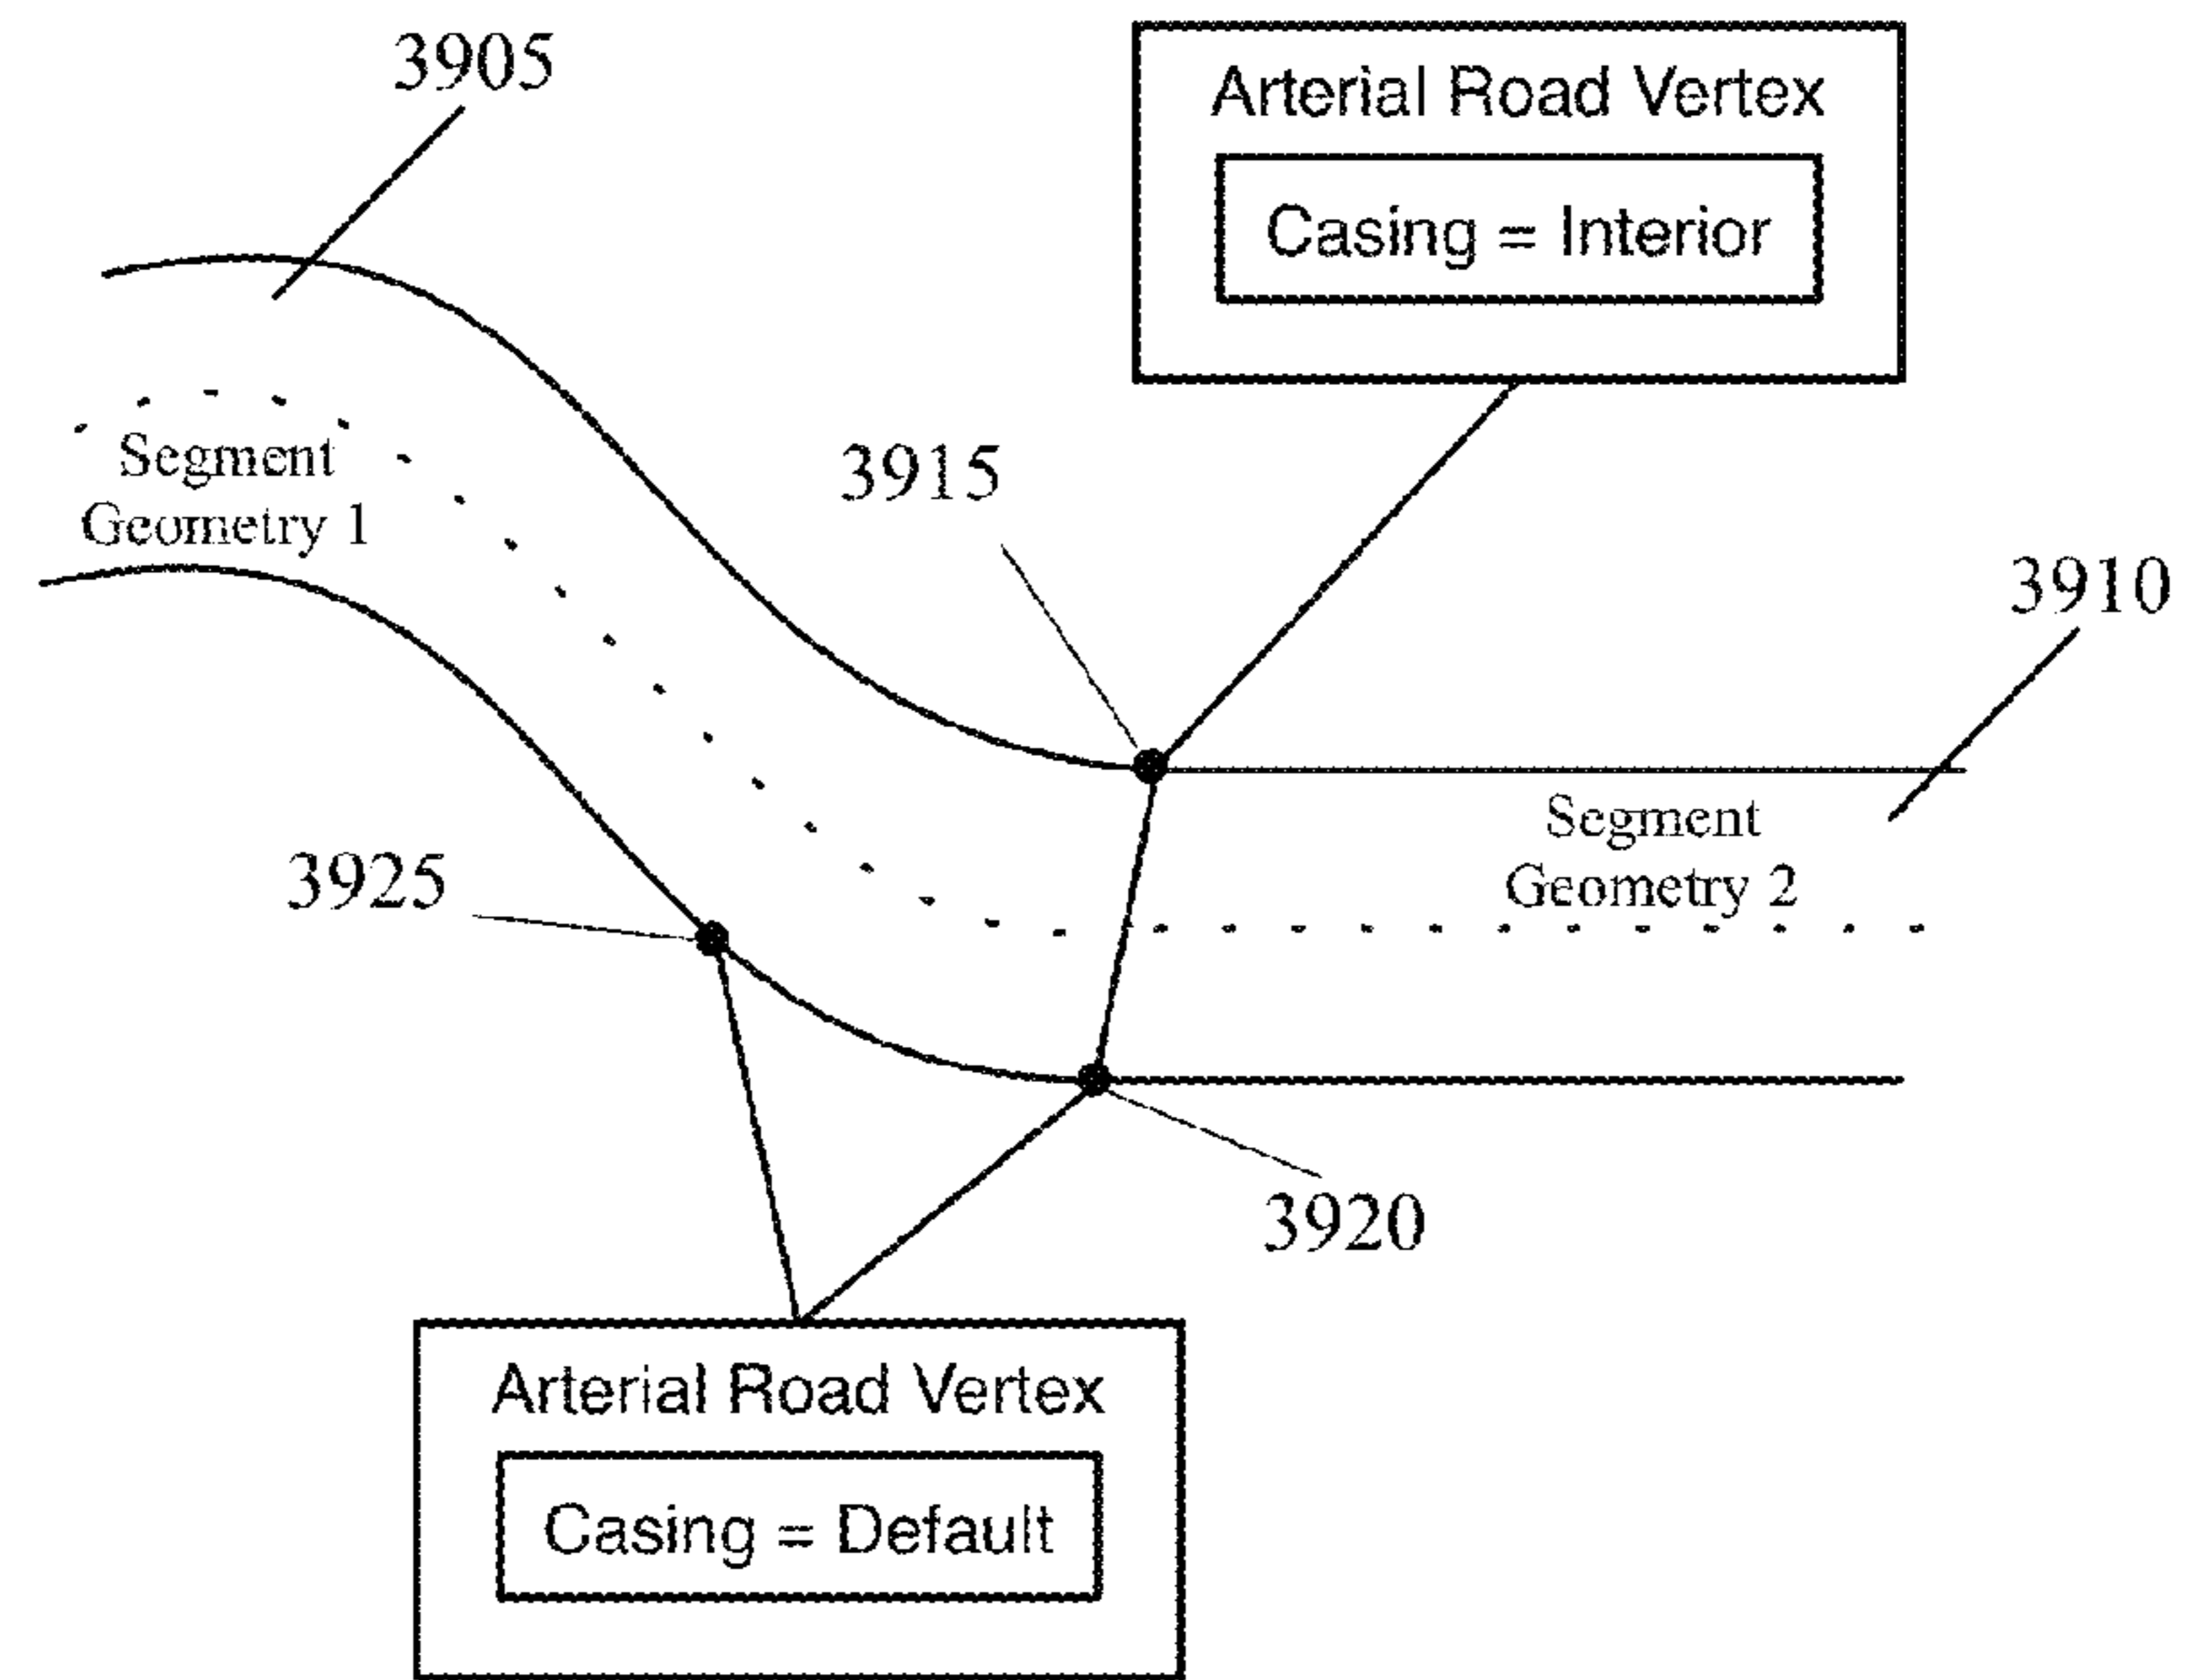 3905
Arterial Road Vertex
Casing = Interior
Segment
Geometry 1
3915
3910
Segment
Geometry 2
3925
3920
Arterial Road Vertex
Casing = Default